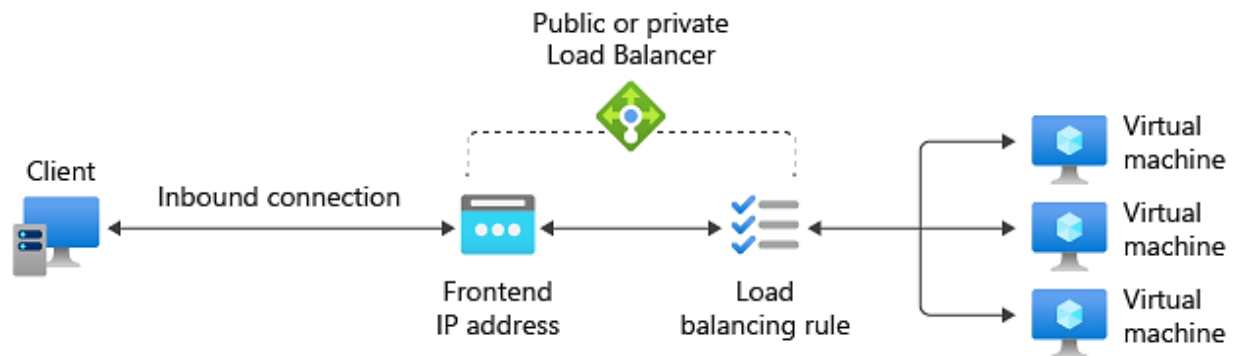 Public or private
Load Balancer
Client
Inbound connection
Frontend
IP address
Load
balancing rule
Virtual
machine
Virtual
machine
Virtual
machine